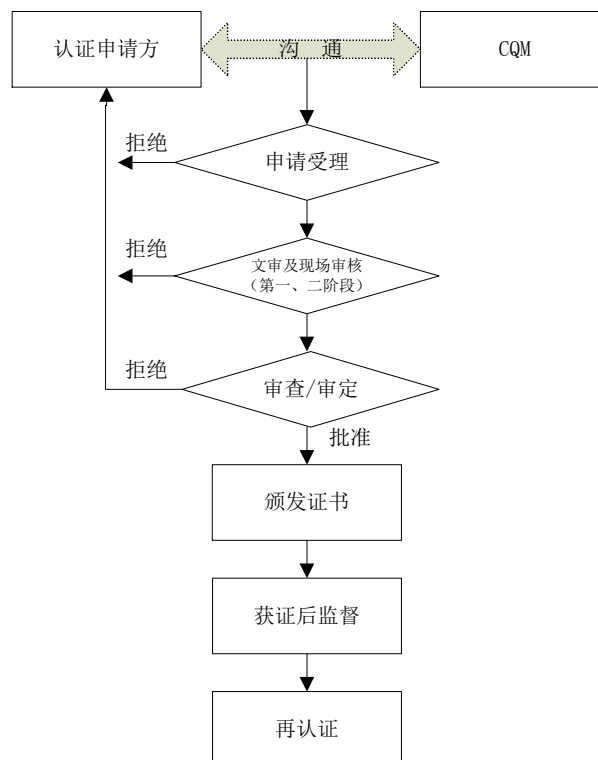 认证申请方
沟 通
CQM
拒绝
申请受理
拒绝
文审及现场审核
(第一、二阶段)
拒绝
审查/审定
批准
颁发证书
获证后监督
再认证